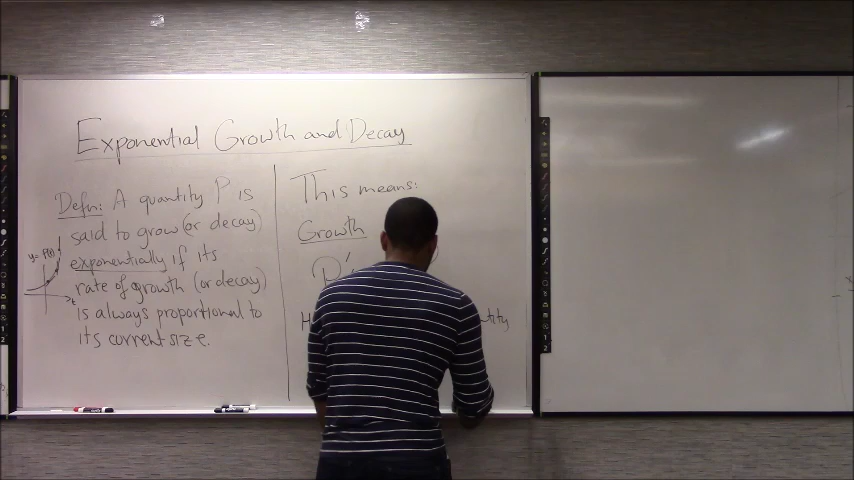 Exponential Growth and Decay
Defn: A quantity P is
said to grow (or decay)
exponentially if its
rate of growth (or decay)
is always proportional to
its current size.
y = P(t)
t
This means:
Growth
P'